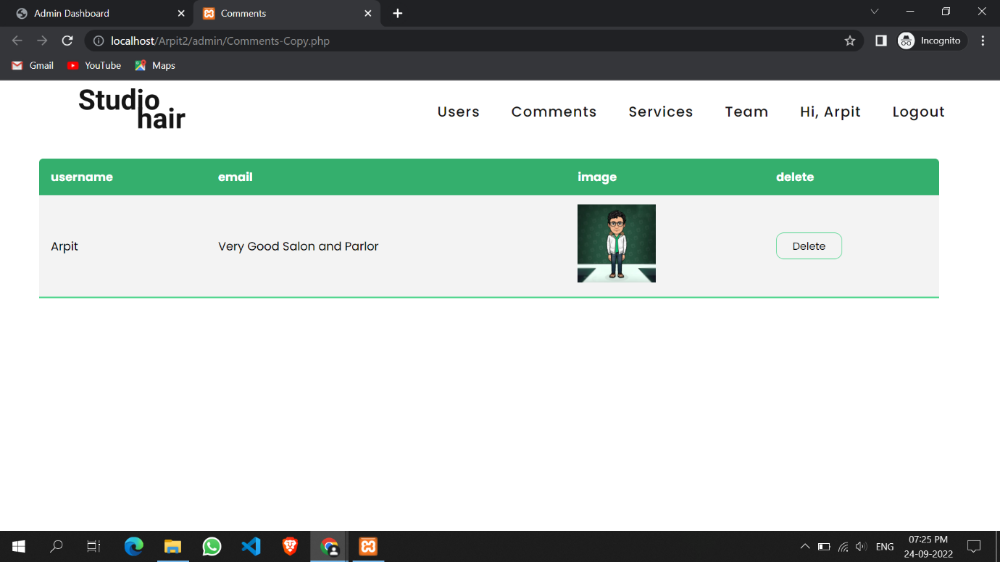 Admin Dashboard
Comments
localhost/Arpit2/admin/Comments-Copy.php
Incognito
Gmail
YouTube
Maps
Studio
hair
Users
Comments
Services
Team
Hi, Arpit
Logout
username
email
image
delete
Arpit
Very Good Salon and Parlor
Delete
ENG
07:25 PM
24-09-2022